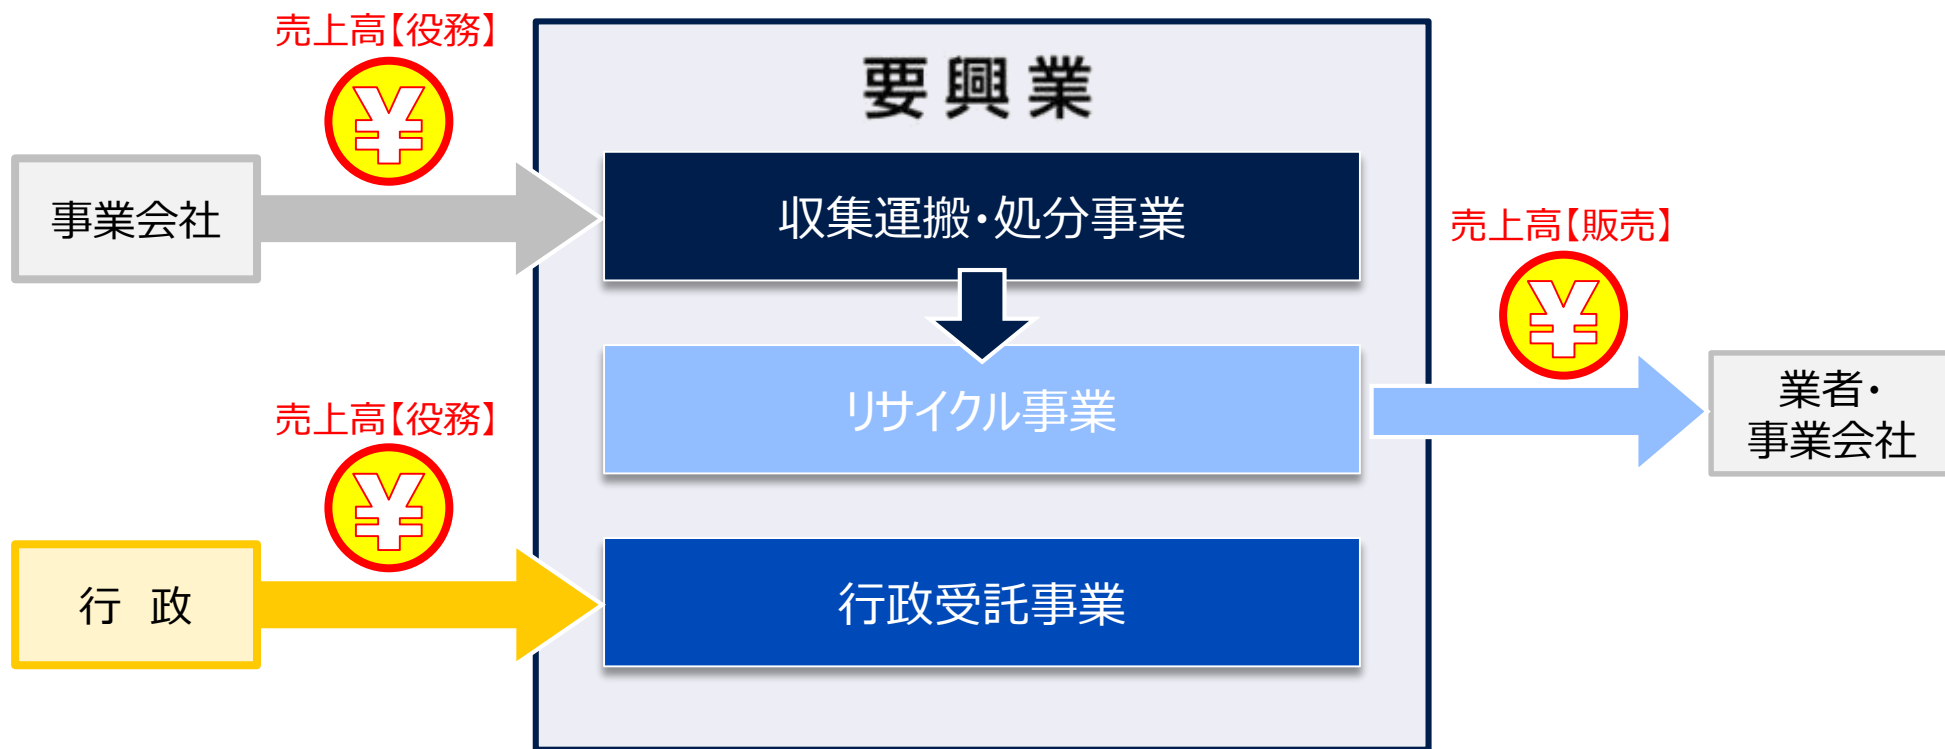 売上高【役務】
¥
要興業
事業会社
収集運搬・処分事業
売上高【販売】
¥
リサイクル事業
業者・
事業会社
売上高【役務】
¥
行 政
行政受託事業